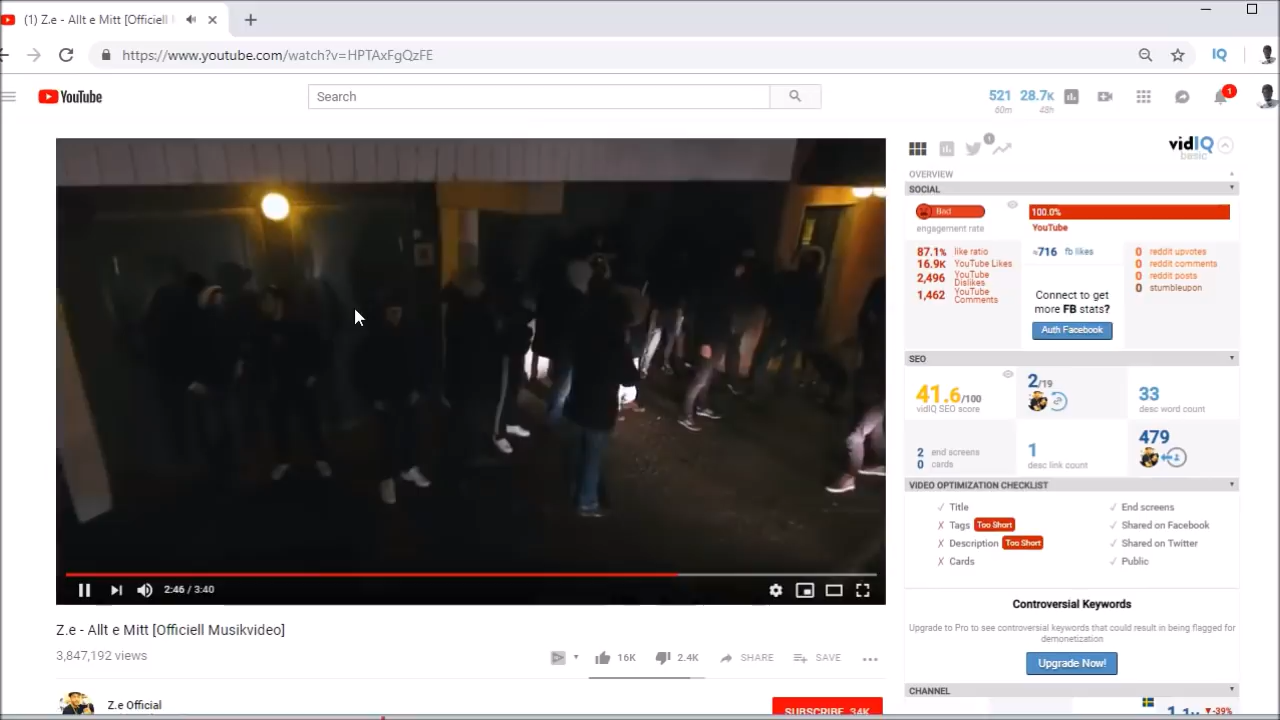 (1) Z.e - Allt e Mitt [Officiell
https://www.youtube.com/watch?v=HPTAxFgQzFE
IQ
YouTube
Search
521
60m
28.7K
48h
1
1
vidIQ
basic
OVERVIEW
SOCIAL
Bad
engagement rate
100.0%
YouTube
87.1% like ratio
16.9K YouTube Likes
2,496 YouTube Dislikes
1,462 YouTube Comments
716 fb likes
Connect to get
more FB stats?
Auth Facebook
0 reddit upvotes
0 reddit comments
0 reddit posts
0 stumbleupon
SEO
41.6/100
vidIQ SEO score
2/19
33
desc word count
2 end screens
0 cards
1
desc link count
479
VIDEO OPTIMIZATION CHECKLIST
Title
Tags Too Short
Description Too Short
Cards
End screens
Shared on Facebook
Shared on Twitter
Public
Controversial Keywords
Upgrade to Pro to see controversial keywords that could result in being flagged for
demonetization
Upgrade Now!
CHANNEL
-39%
2:46 / 3:40
Z.e - Allt e Mitt [Officiell Musikvideo]
3,847,192 views
16K
2.4K
SHARE
SAVE
Z.e Official
SUBSCRIBE 34K